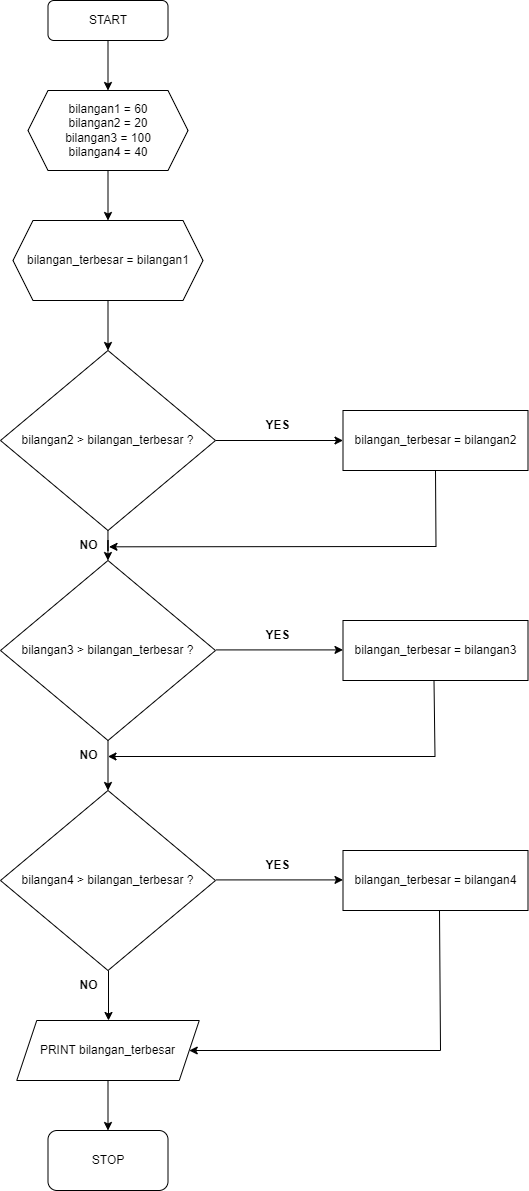 START
bilangan1 = 60
bilangan2 = 20
bilangan3 = 100
bilangan4 = 40
bilangan_terbesar = bilangan1
bilangan2 > bilangan_terbesar ?
YES
bilangan_terbesar = bilangan2
NO
bilangan3 > bilangan_terbesar ?
YES
bilangan_terbesar = bilangan3
NO
bilangan4 > bilangan_terbesar ?
YES
bilangan_terbesar = bilangan4
NO
PRINT bilangan_terbesar
STOP